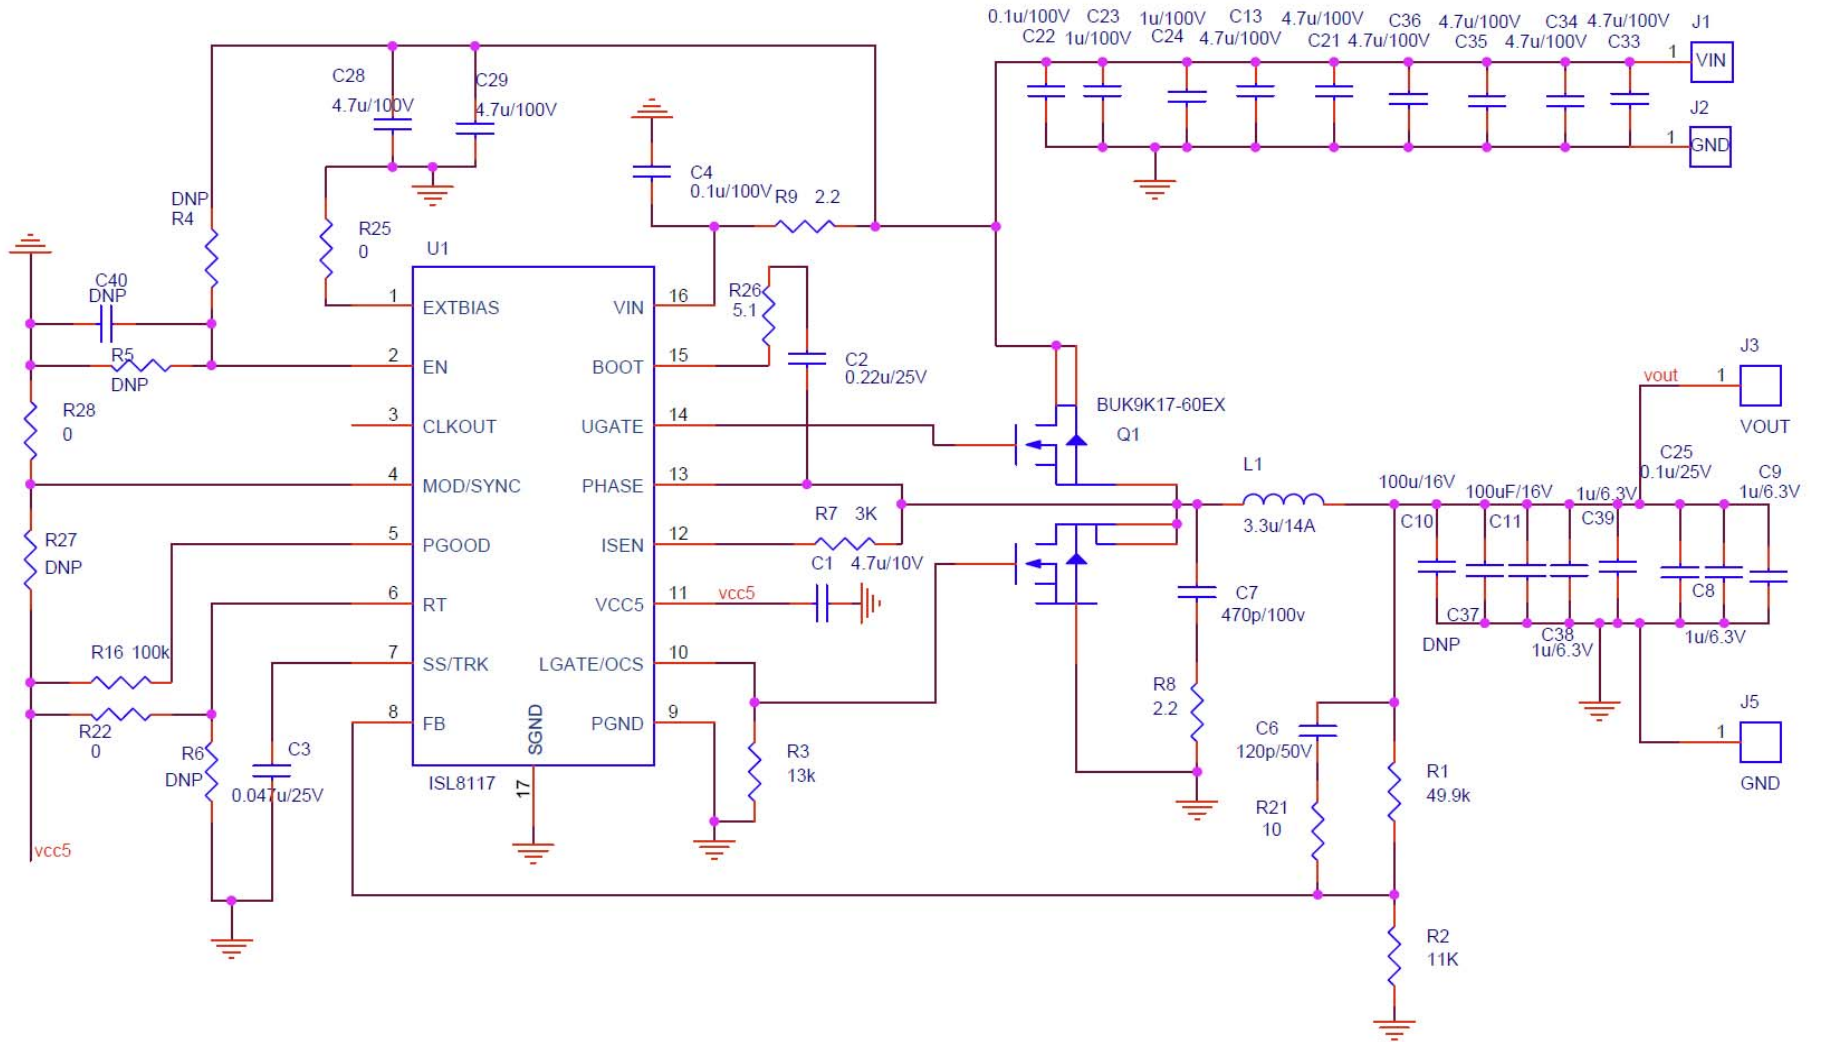 0.1u/100V C23 1u/100V C13 4.7u/100V C36 4.7u/100V C34 4.7u/100V J1
C22 1u/100V C24 4.7u/100V C21 4.7u/100V C35 4.7u/100V C33
1 VIN
J2
1 GND
C28
4.7u/100V
C29
4.7u/100V
C4
0.1u/100V
R9 2.2
DNP
R4
R25
0
U1
C40
DNP
R5
DNP
R28
0
R27
DNP
R16 100k
R22
0
R6
DNP
C3
0.047u/25V
vcc5
1 EXTBIAS
2 EN
3 CLKOUT
4 MOD/SYNC
5 PGOOD
6 RT
7 SS/TRK
8 FB
VIN 16
BOOT 15
UGATE 14
PHASE 13
ISEN 12
VCC5 11
LGATE/OCS 10
PGND 9
SGND
17
ISL8117
R26
5.1
C2
0.22u/25V
R7 3K
C1 4.7u/10V
vcc5
R3
13k
BUK9K17-60EX
Q1
L1
3.3u/14A
C7
470p/100v
R8
2.2
C6
120p/50V
R21
10
R1
49.9k
R2
11K
100u/16V
C10
100uF/16V
C11
1u/6.3V
C39
C25
0.1u/25V
C9
1u/6.3V
C37
DNP
C38
1u/6.3V
C8
1u/6.3V
vout
J3
1
VOUT
J5
1
GND